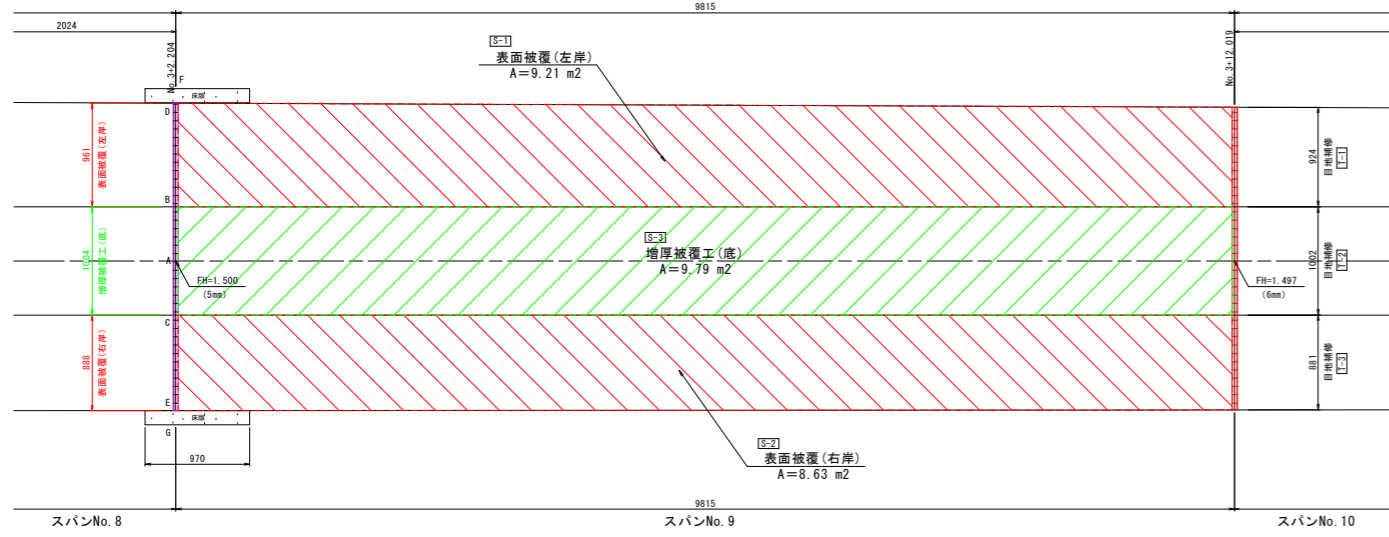 9815
2024
No.3+2.204
No.3+12.019
S-1
表面被覆(左岸)
A=9.21 m2
F
床版
D
961
表面被覆(左岸)
924
目地補修
T-1
B
S-3
増厚被覆工(底)
A=9.79 m2
1004
増厚被覆工(底)
A
FH=1.500
(5mm)
1002
目地補修
T-2
FH=1.497
(6mm)
C
888
表面被覆(右岸)
881
目地補修
T-3
E
床版
G
970
S-2
表面被覆(右岸)
A=8.63 m2
9815
スパンNo.8
スパンNo.9
スパンNo.10